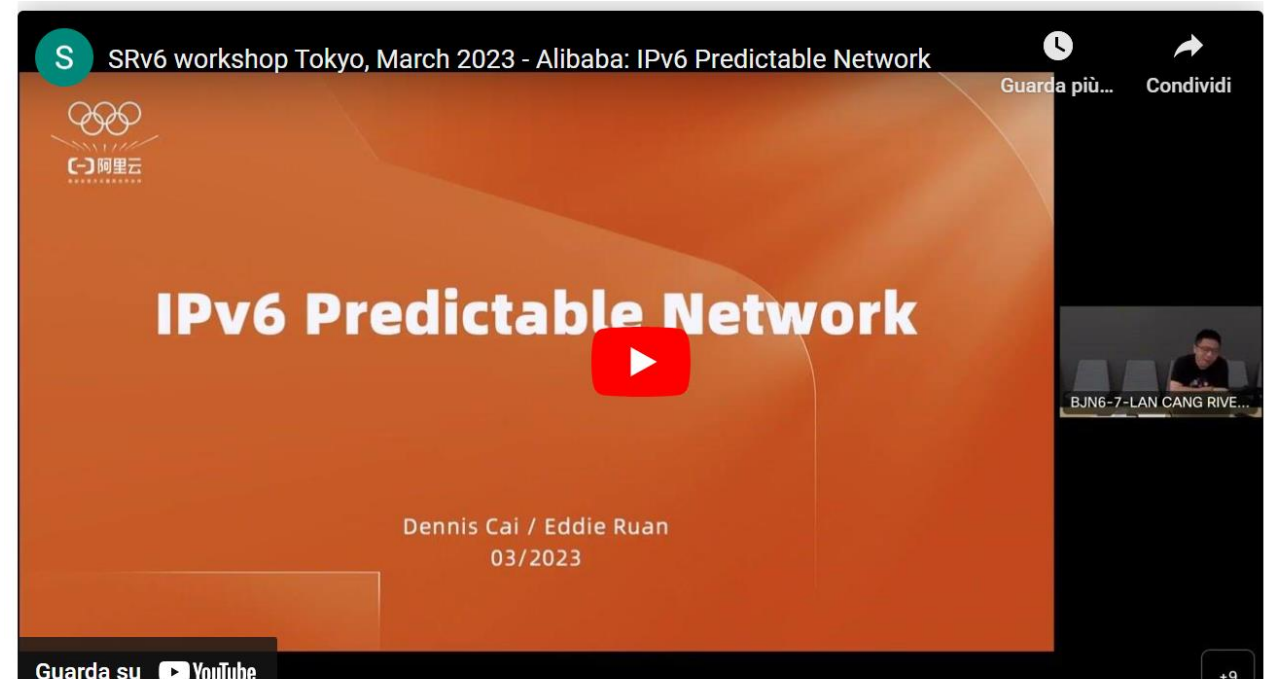 S
SRv6 workshop Tokyo, March 2023 - Alibaba: IPv6 Predictable Network
Guarda più...
Condividi
阿里云
IPv6 Predictable Network
BJN6-7-LAN CANG RIVE...
Dennis Cai / Eddie Ruan
03/2023
Guarda su YouTube
+9